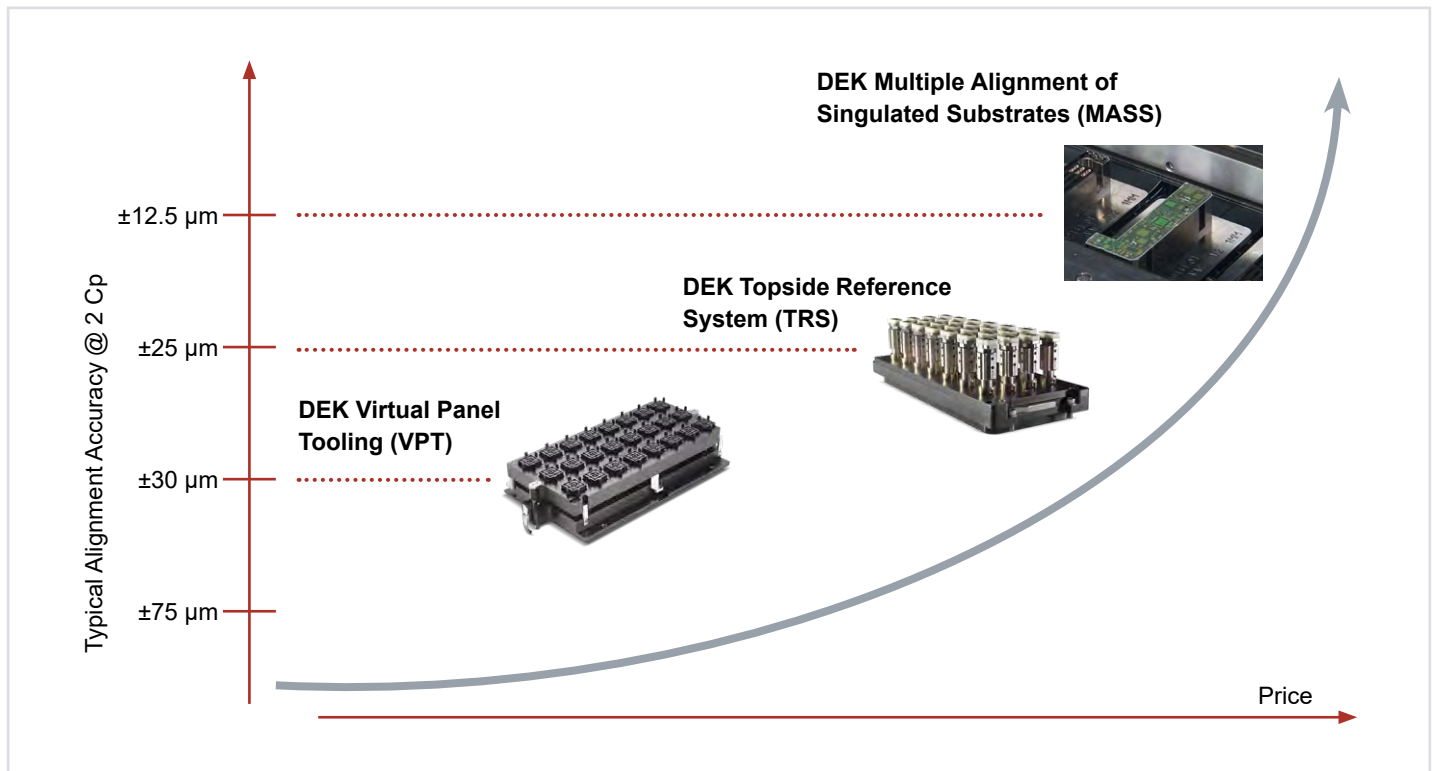 DEK Multiple Alignment of
Singulated Substrates (MASS)
±12.5 µm
DEK Topside Reference
System (TRS)
±25 µm
DEK Virtual Panel
Tooling (VPT)
±30 µm
±75 µm
Typical Alignment Accuracy @ 2 Cp
Price